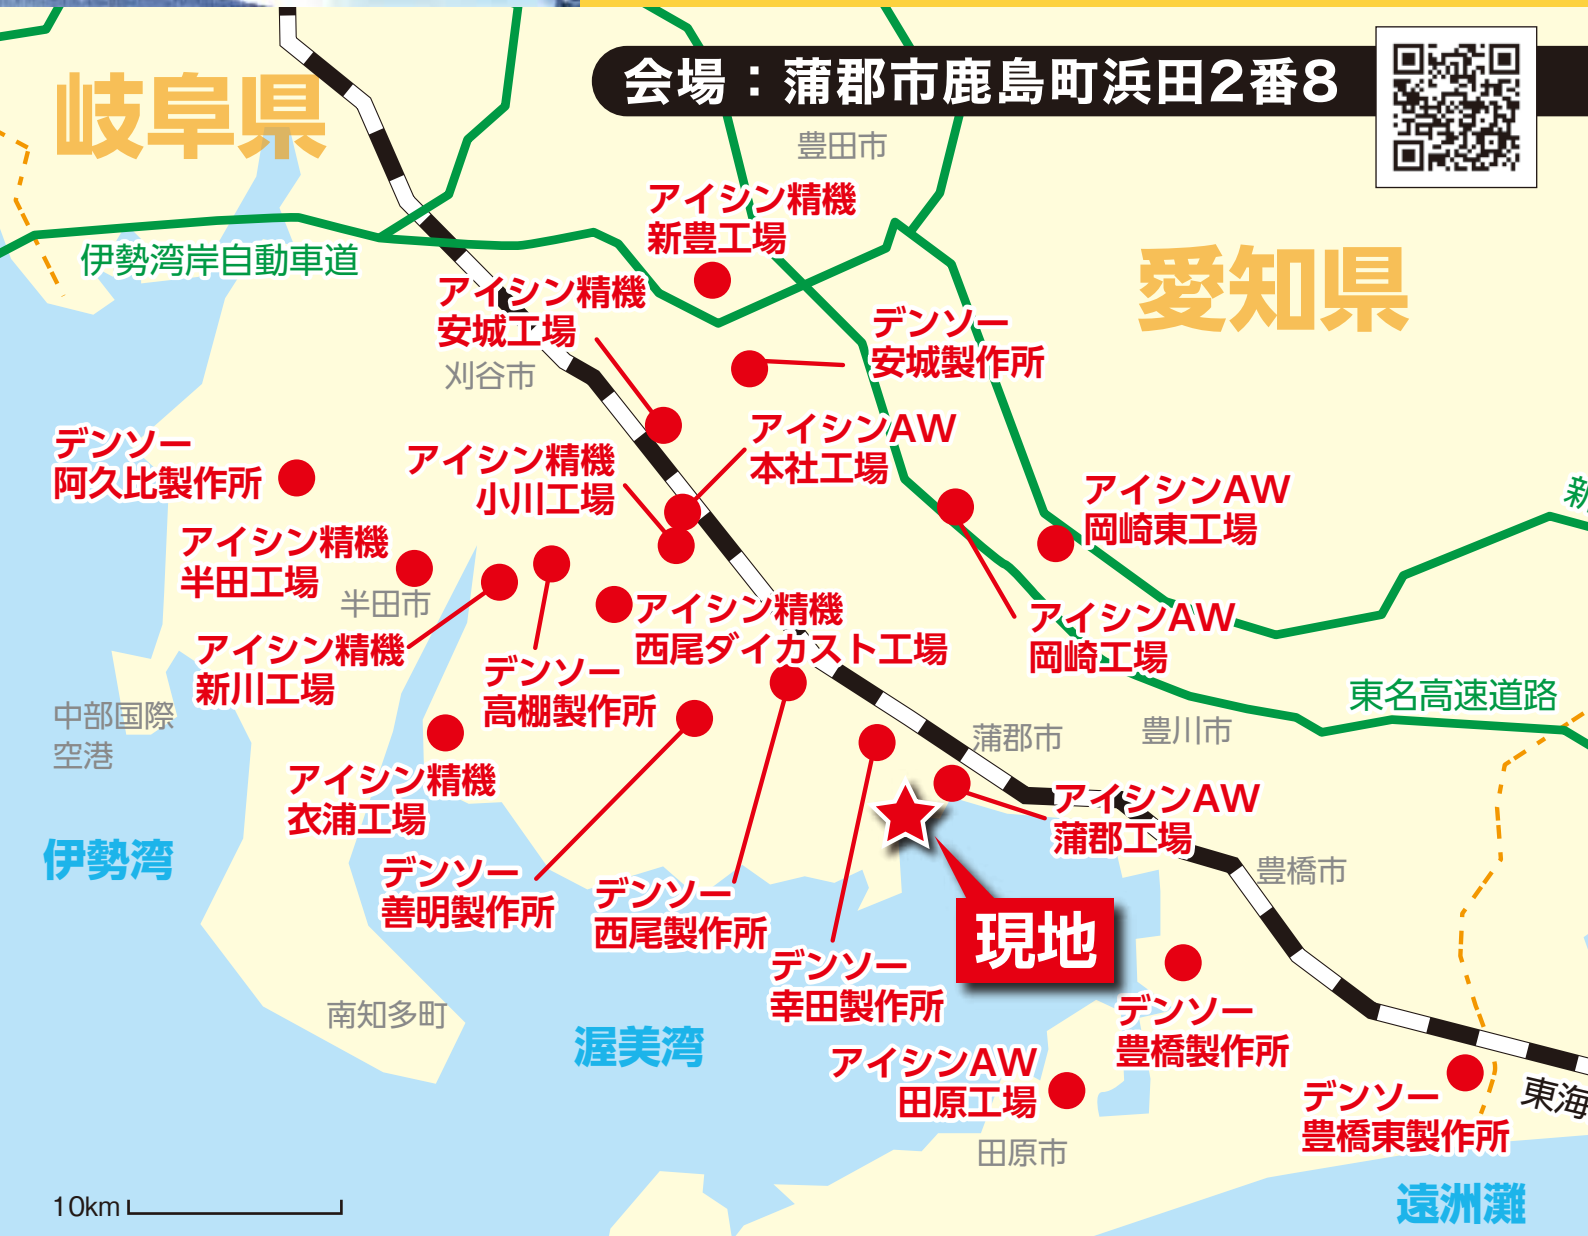 会場：蒲郡市鹿島町浜田2番8
岐阜県
豊田市
アイシン精機
新豊工場
伊勢湾岸自動車道
愛知県
アイシン精機
安城工場
デンソー
安城製作所
刈谷市
アイシンAW
本社工場
デンソー
阿久比製作所
アイシン精機
小川工場
アイシンAW
岡崎東工場
新
アイシン精機
半田工場
半田市
アイシン精機
西尾ダイカスト工場
アイシンAW
岡崎工場
アイシン精機
新川工場
デンソー
高棚製作所
東名高速道路
中部国際
空港
蒲郡市
豊川市
アイシン精機
衣浦工場
アイシンAW
蒲郡工場
伊勢湾
デンソー
善明製作所
デンソー
西尾製作所
豊橋市
現地
デンソー
幸田製作所
南知多町
渥美湾
デンソー
豊橋製作所
アイシンAW
田原工場
デンソー
豊橋東製作所
東海
田原市
10km
遠洲灘